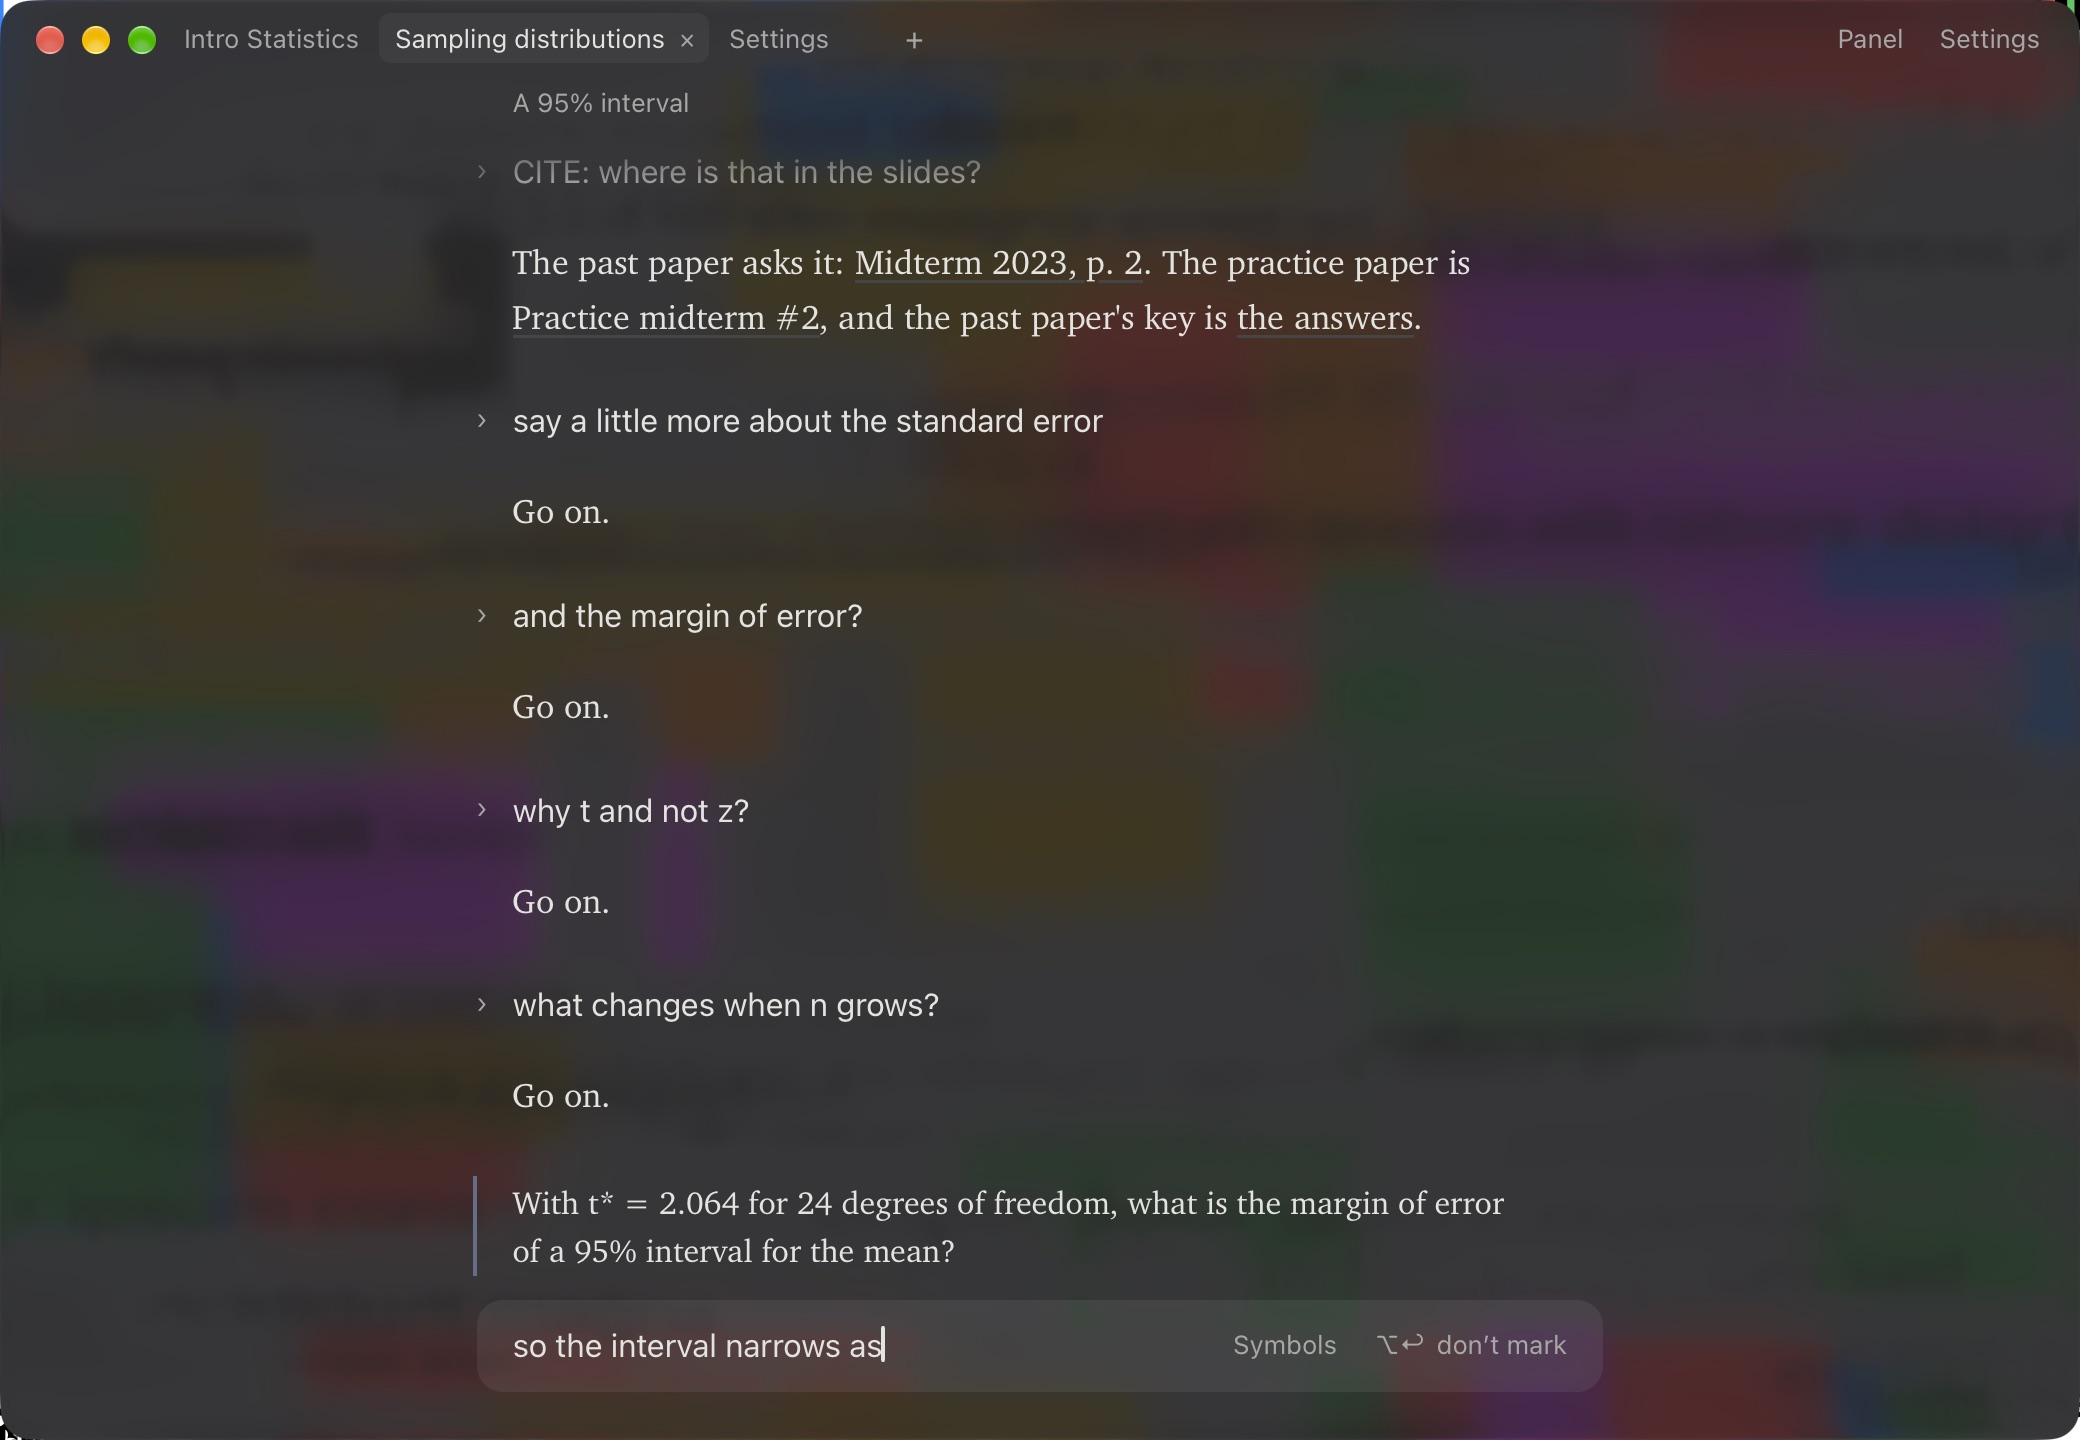 Intro Statistics Sampling distributions × Settings + Panel Settings
A 95% interval
› CITE: where is that in the slides?
The past paper asks it: Midterm 2023, p. 2. The practice paper is
Practice midterm #2, and the past paper's key is the answers.
› say a little more about the standard error
Go on.
› and the margin of error?
Go on.
› why t and not z?
Go on.
› what changes when n grows?
Go on.
With t* = 2.064 for 24 degrees of freedom, what is the margin of error
of a 95% interval for the mean?
so the interval narrows as Symbols ⌥↩ don’t mark